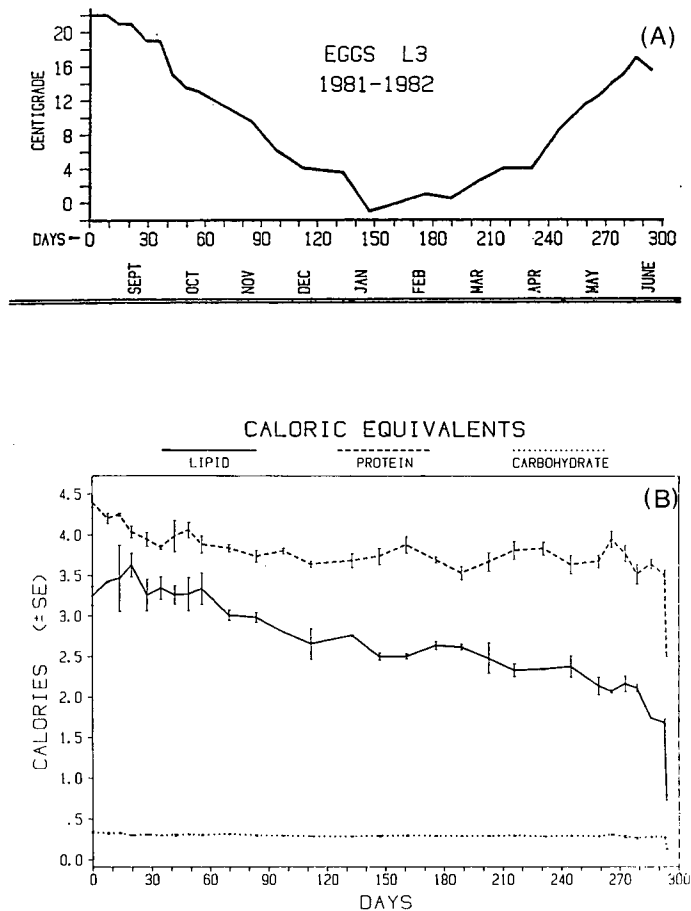 (A)
EGGS L3
1981-1982
CENTIGRADE
20
16
12
8
4
0
DAYS 0 30 60 90 120 150 180 210 240 270 300
SEPT OCT NOV DEC JAN FEB MAR APR MAY JUNE
CALORIC EQUIVALENTS
LIPID PROTEIN CARBOHYDRATE
(B)
CALORIES (±SE)
4.5
4.0
3.5
3.0
2.5
2.0
1.5
1.0
.5
0.0
0 30 60 90 120 150 180 210 240 270 300
DAYS